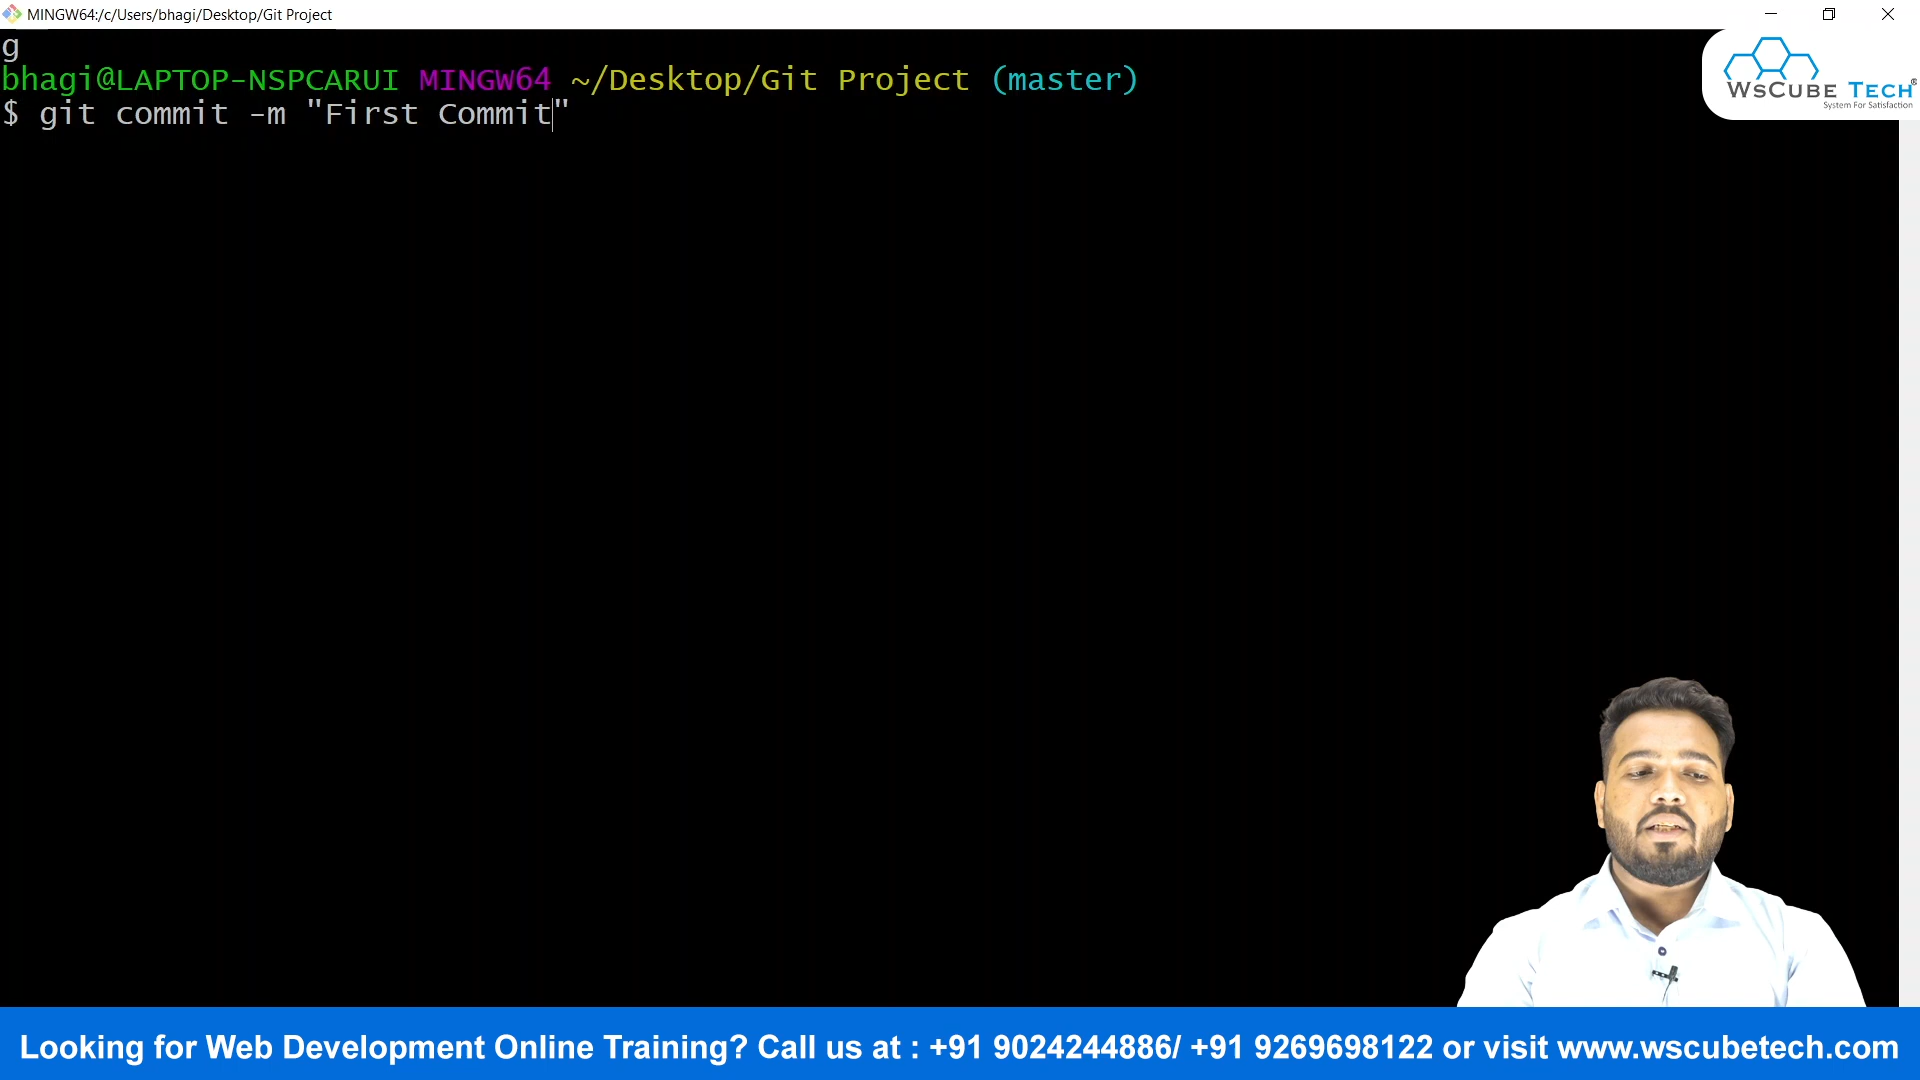 MINGW64:/c/Users/bhagi/Desktop/Git Project
g
bhagi@LAPTOP-NSPCARUI MINGW64 ~/Desktop/Git Project (master)
$ git commit -m "First Commit"
WsCUBE TECH®
System For Satisfaction
Looking for Web Development Online Training? Call us at : +91 9024244886/ +91 9269698122 or visit www.wscubetech.com